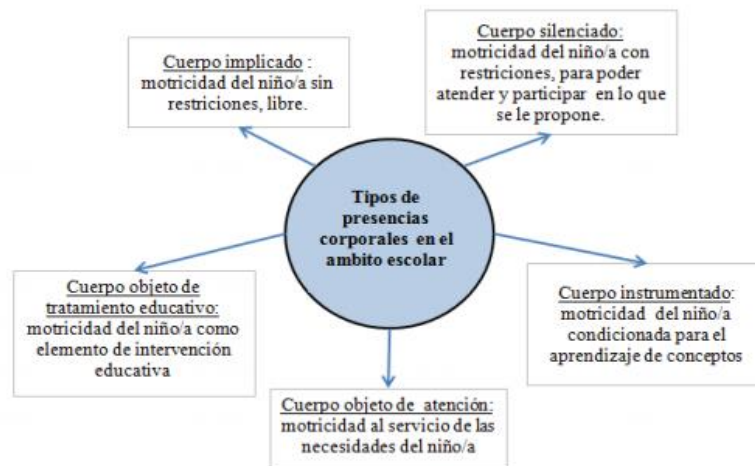 Cuerpo implicado :
motricidad del niño/a sin
restricciones, libre.
Cuerpo silenciado:
motricidad del niño/a con
restricciones, para poder
atender y participar en lo que
se le propone.
Tipos de
presencias
corporales en el
ambito escolar
Cuerpo objeto de
tratamiento educativo:
motricidad del niño/a como
elemento de intervención
educativa
Cuerpo instrumentado:
motricidad del niño/a
condicionada para el
aprendizaje de conceptos
Cuerpo objeto de atención:
motricidad al servicio de las
necesidades del niño/a